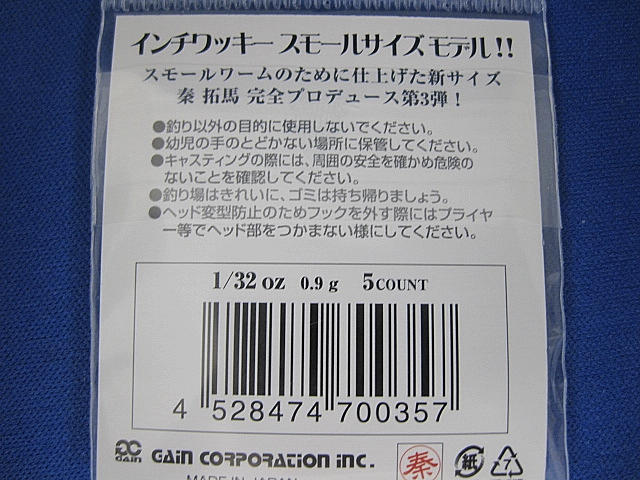 インチワッキー スモールサイズ モデル!!
スモールワームのために仕上げた新サイズ
秦 拓馬 完全プロデュース第3弾!
●釣り以外の目的に使用しないでください。
●幼児の手のとどかない場所に保管してください。
●キャスティングの際には、周囲の安全を確かめ危険の
ないことを確認してください。
●釣り場はきれいに、ゴミは持ち帰りましょう。
●ヘッド変型防止のためフックを外す際にはプライヤ
ー等でヘッド部をつかまない様にしてください。
1/32 oz 0.9 g 5 COUNT
4 528474 700357
GC GAIN GAIN CORPORATION INC. 秦 紙 7
MADE IN JAPAN